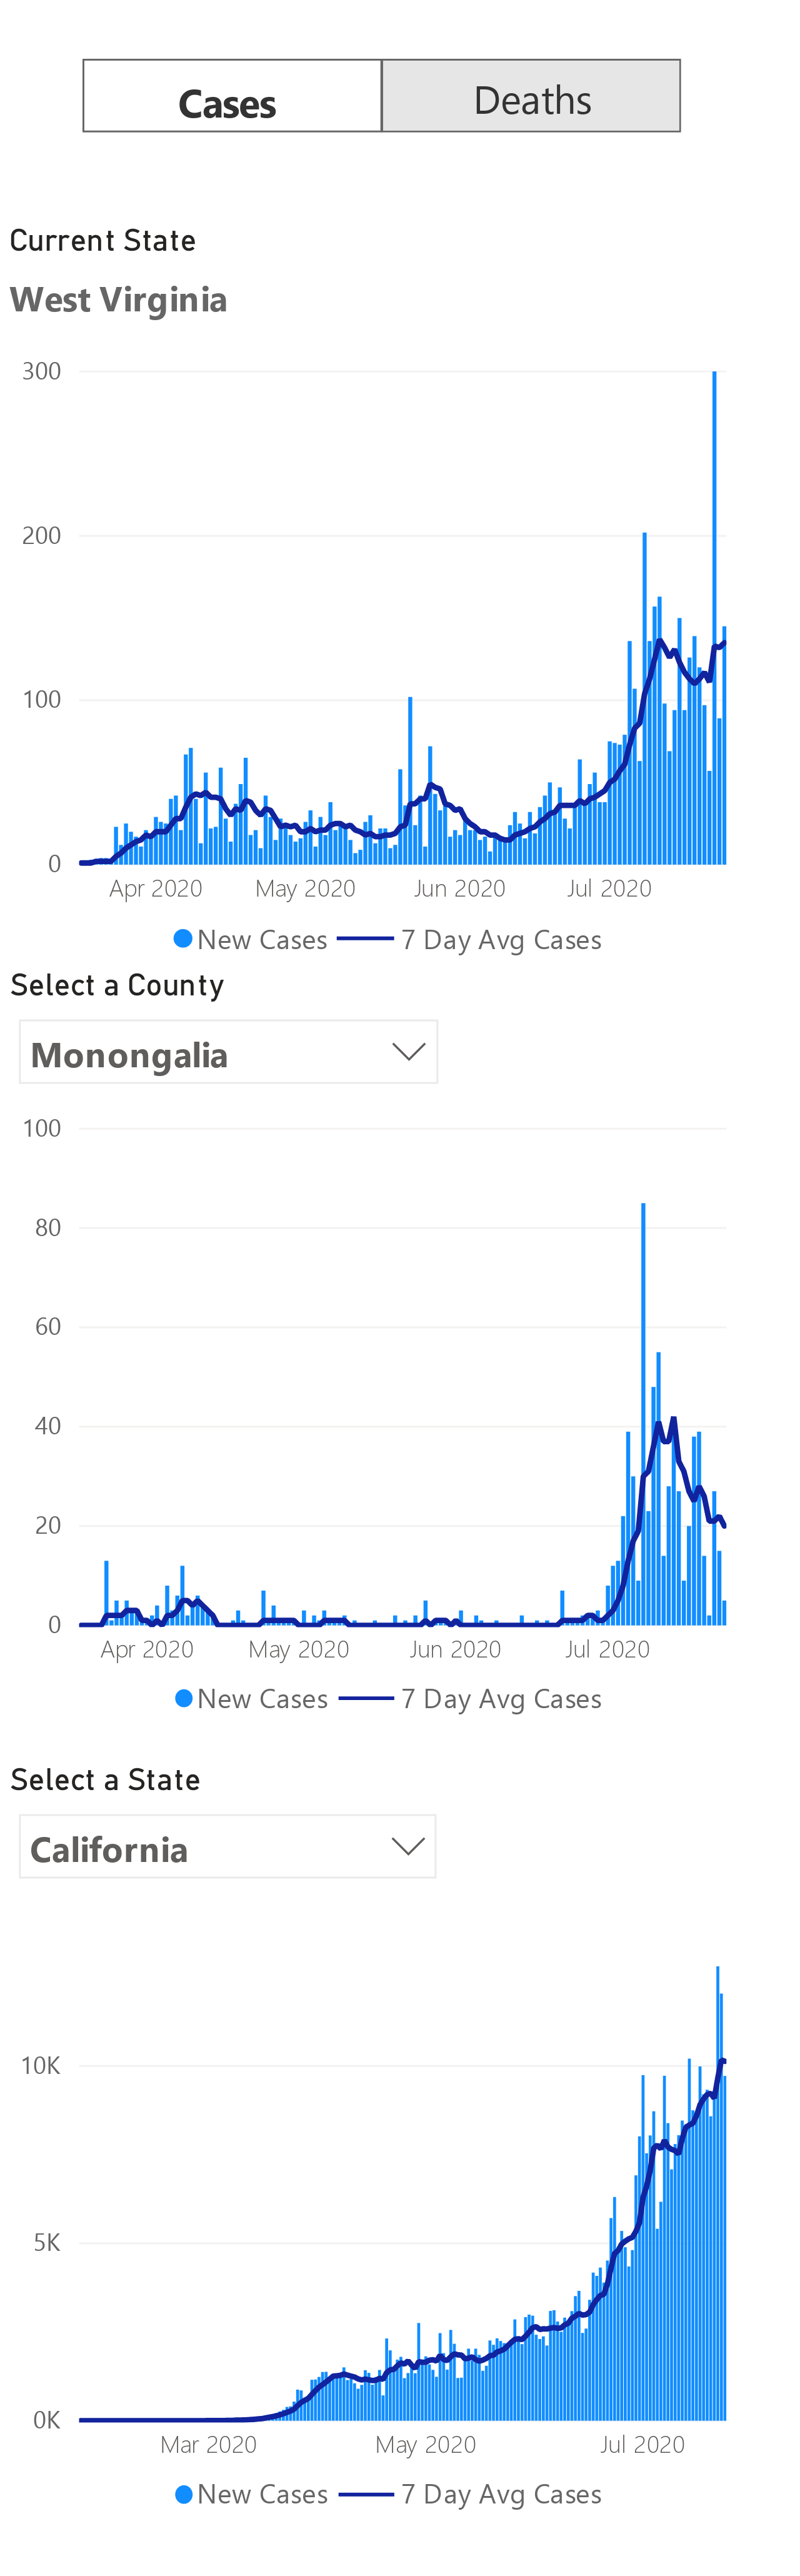 Cases Deaths
Current State
West Virginia
300
200
100
0
Apr 2020 May 2020 Jun 2020 Jul 2020
New Cases 7 Day Avg Cases
Select a County
Monongalia
100
80
60
40
20
0
Apr 2020 May 2020 Jun 2020 Jul 2020
New Cases 7 Day Avg Cases
Select a State
California
10K
5K
0K
Mar 2020 May 2020 Jul 2020
New Cases 7 Day Avg Cases